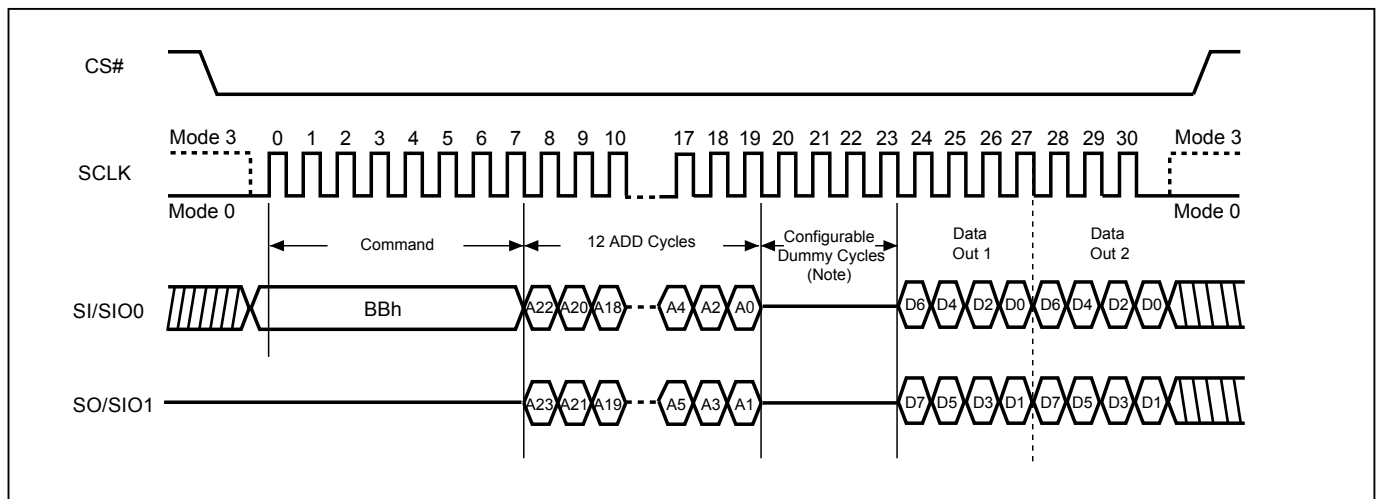 CS#
Mode 3 0 1 2 3 4 5 6 7 8 9 10 17 18 19 20 21 22 23 24 25 26 27 28 29 30 Mode 3
SCLK
Mode 0 Mode 0
Command 12 ADD Cycles Configurable Dummy Cycles (Note) Data Out 1 Data Out 2
SI/SIO0 BBh A22 A20 A18 A4 A2 A0 D6 D4 D2 D0 D6 D4 D2 D0
SO/SIO1 A23 A21 A19 A5 A3 A1 D7 D5 D3 D1 D7 D5 D3 D1